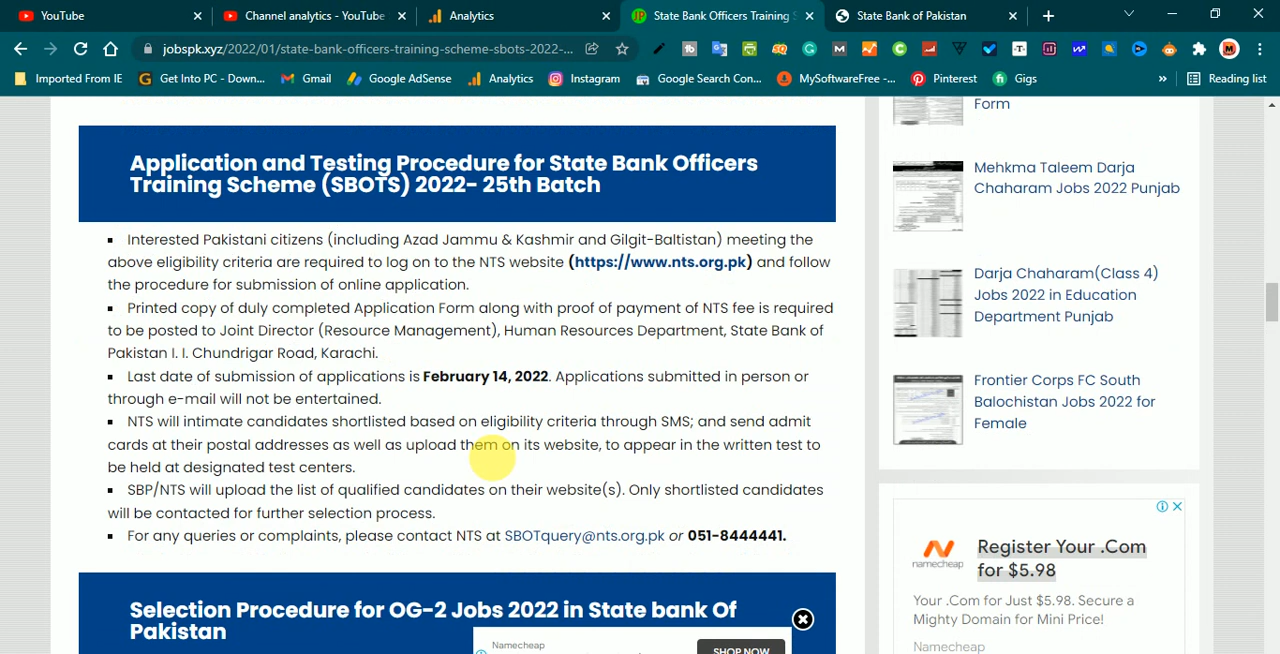 YouTube
Channel analytics - YouTube
Analytics
State Bank Officers Training S
State Bank of Pakistan
jobspk.xyz/2022/01/state-bank-officers-training-scheme-sbots-2022-...
Imported From IE
Get Into PC - Down...
Gmail
Google AdSense
Analytics
Instagram
Google Search Con...
MySoftwareFree -...
Pinterest
Gigs
»
Reading list
Application and Testing Procedure for State Bank Officers
Training Scheme (SBOTS) 2022- 25th Batch
▪ Interested Pakistani citizens (including Azad Jammu & Kashmir and Gilgit-Baltistan) meeting the
above eligibility criteria are required to log on to the NTS website (https://www.nts.org.pk) and follow
the procedure for submission of online application.
▪ Printed copy of duly completed Application Form along with proof of payment of NTS fee is required
to be posted to Joint Director (Resource Management), Human Resources Department, State Bank of
Pakistan I. I. Chundrigar Road, Karachi.
▪ Last date of submission of applications is February 14, 2022. Applications submitted in person or
through e-mail will not be entertained.
▪ NTS will intimate candidates shortlisted based on eligibility criteria through SMS; and send admit
cards at their postal addresses as well as upload them on its website, to appear in the written test to
be held at designated test centers.
▪ SBP/NTS will upload the list of qualified candidates on their website(s). Only shortlisted candidates
will be contacted for further selection process.
▪ For any queries or complaints, please contact NTS at SBOTquery@nts.org.pk or 051-8444441.
Selection Procedure for OG-2 Jobs 2022 in State bank Of
Pakistan
Namecheap
SHOP NOW
Form
Mehkma Taleem Darja
Chaharam Jobs 2022 Punjab
Darja Chaharam(Class 4)
Jobs 2022 in Education
Department Punjab
Frontier Corps FC South
Balochistan Jobs 2022 for
Female
namecheap
Register Your .Com
for $5.98
Your .Com for Just $5.98. Secure a
Mighty Domain for Mini Price!
Namecheap